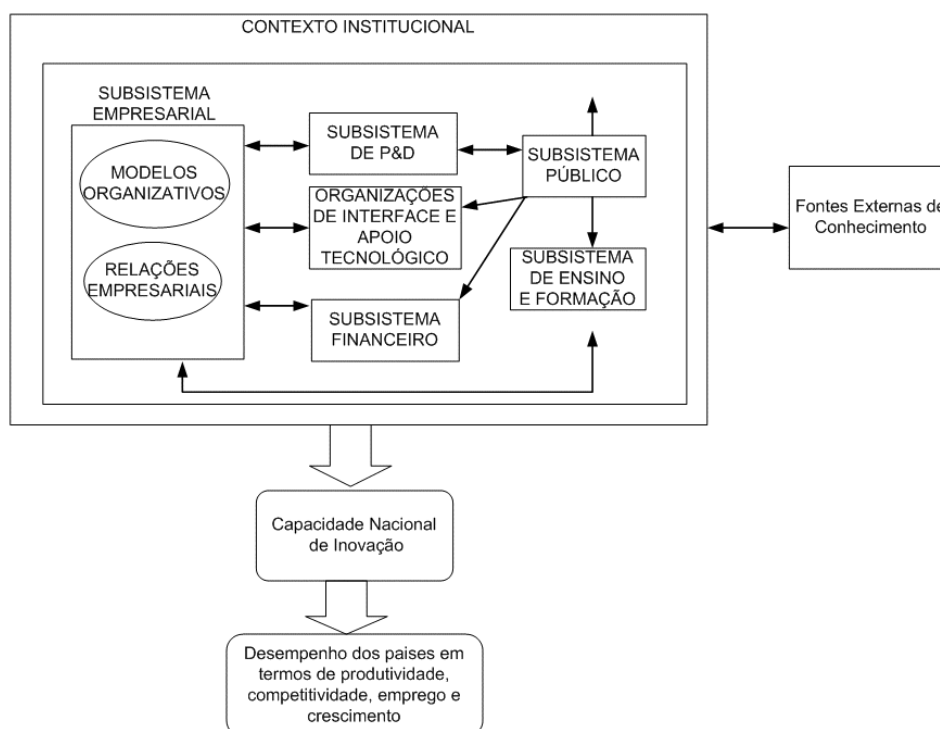 CONTEXTO INSTITUCIONAL
SUBSISTEMA
EMPRESARIAL
MODELOS
ORGANIZATIVOS
RELAÇÕES
EMPRESARIAIS
SUBSISTEMA
DE P&D
ORGANIZAÇÕES
DE INTERFACE E
APOIO
TECNOLÓGICO
SUBSISTEMA
FINANCEIRO
SUBSISTEMA
PÚBLICO
SUBSISTEMA
DE ENSINO
E FORMAÇÃO
Fontes Externas de
Conhecimento
Capacidade Nacional
de Inovação
Desempenho dos paises em
termos de produtividade,
competitividade, emprego e
crescimento